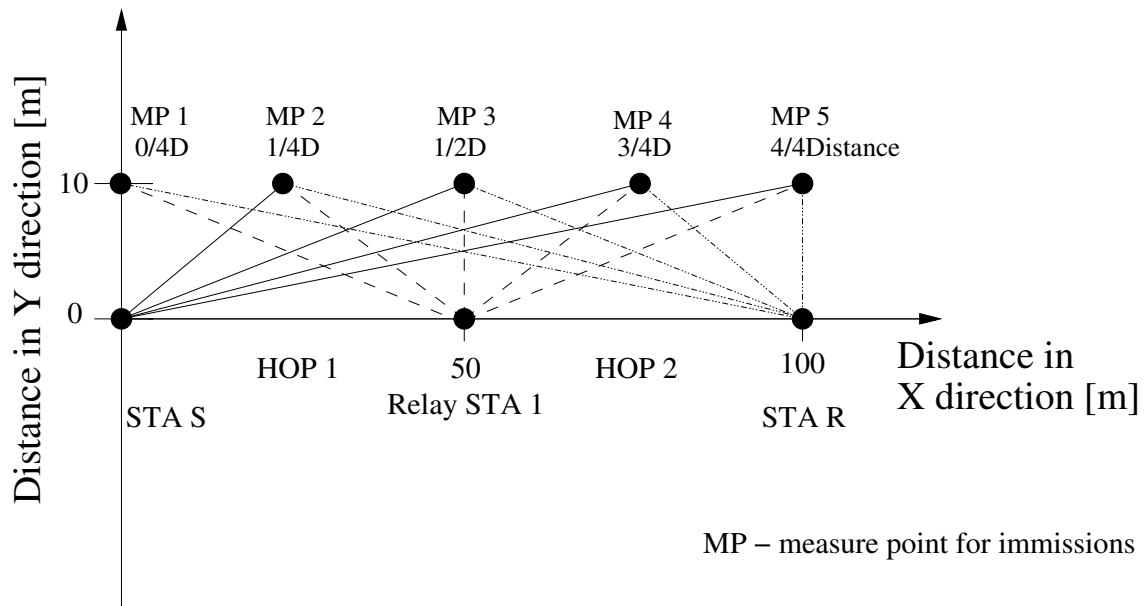 MP 1
0/4D
MP 2
1/4D
MP 3
1/2D
MP 4
3/4D
MP 5
4/4Distance
Distance in Y direction [m]
10
0
HOP 1
50
HOP 2
100
Distance in
X direction [m]
STA S
Relay STA 1
STA R
MP – measure point for immissions